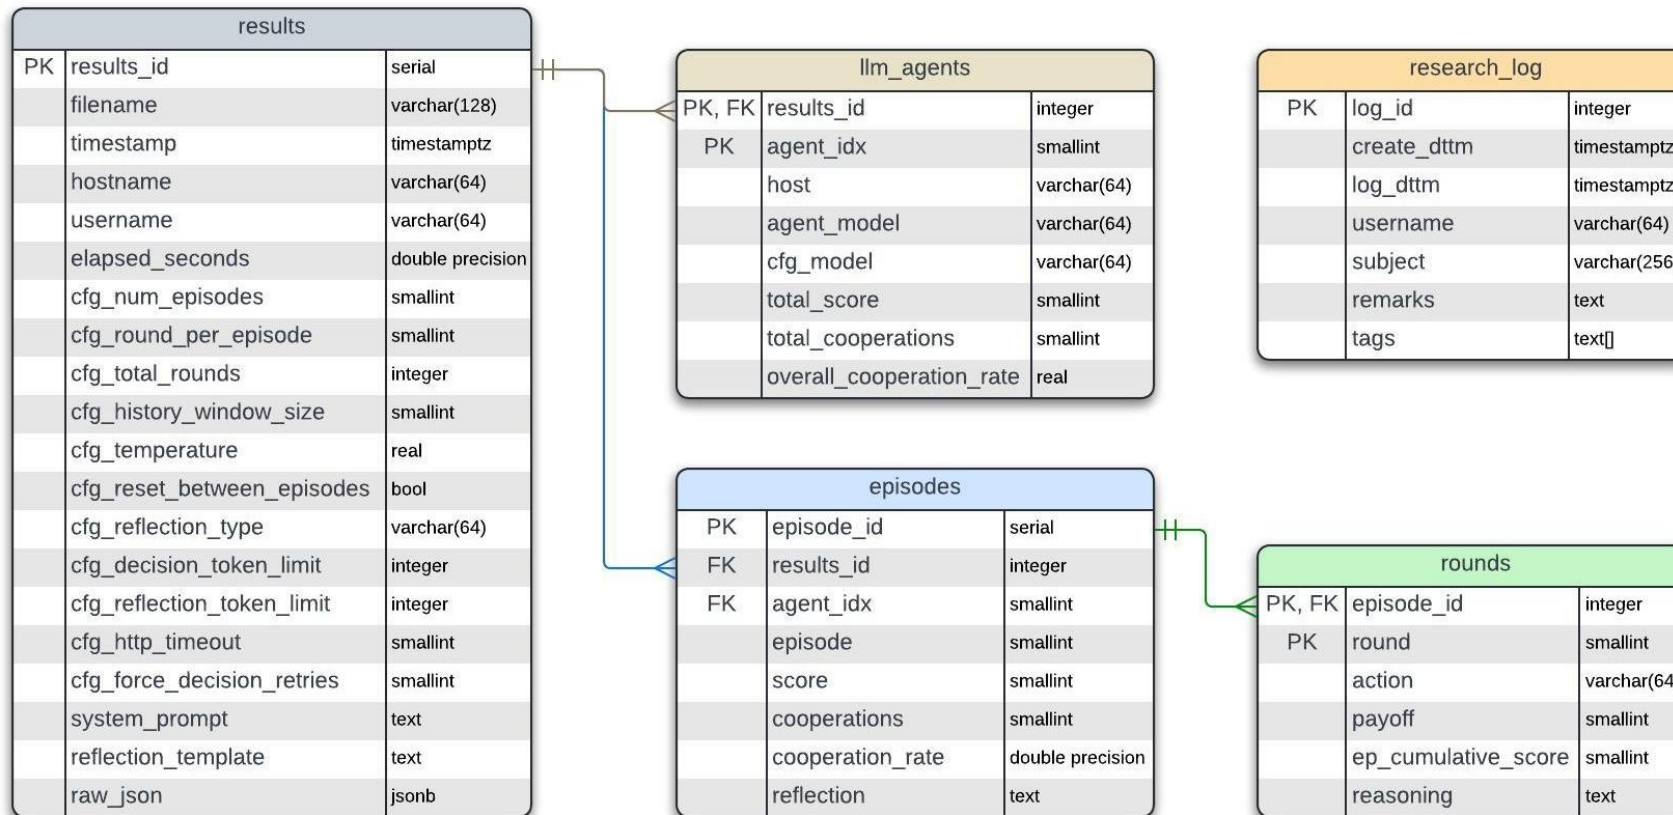 results
PK results_id serial
filename varchar(128)
timestamp timestamptz
hostname varchar(64)
username varchar(64)
elapsed_seconds double precision
cfg_num_episodes smallint
cfg_round_per_episode smallint
cfg_total_rounds integer
cfg_history_window_size smallint
cfg_temperature real
cfg_reset_between_episodes bool
cfg_reflection_type varchar(64)
cfg_decision_token_limit integer
cfg_reflection_token_limit integer
cfg_http_timeout smallint
cfg_force_decision_retries smallint
system_prompt text
reflection_template text
raw_json jsonb
llm_agents
PK, FK results_id integer
PK agent_idx smallint
host varchar(64)
agent_model varchar(64)
cfg_model varchar(64)
total_score smallint
total_cooperations smallint
overall_cooperation_rate real
episodes
PK episode_id serial
FK results_id integer
FK agent_idx smallint
episode smallint
score smallint
cooperations smallint
cooperation_rate double precision
reflection text
research_log
PK log_id integer
create_dttm timestamptz
log_dttm timestamptz
username varchar(64)
subject varchar(256
remarks text
tags text[]
rounds
PK, FK episode_id integer
PK round smallint
action varchar(64
payoff smallint
ep_cumulative_score smallint
reasoning text